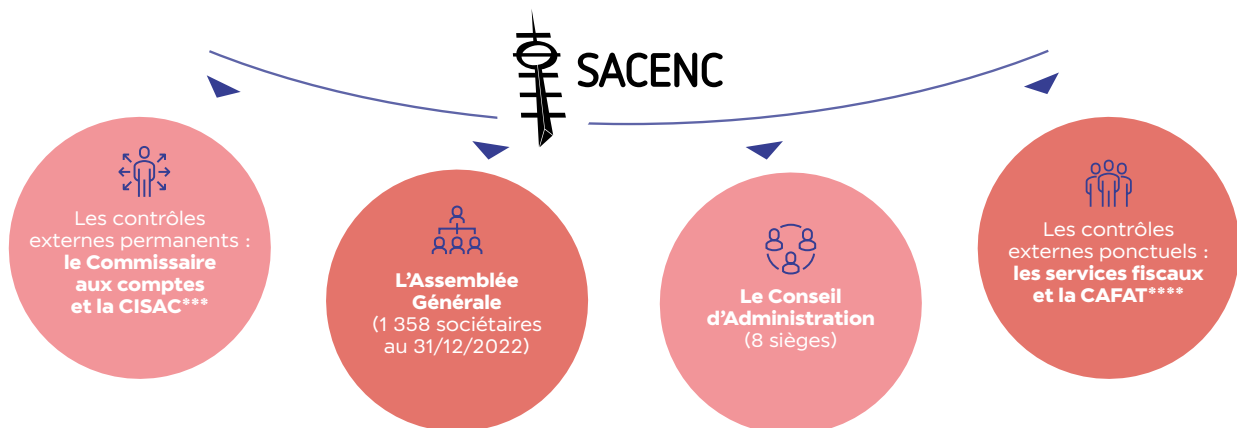 SACENC
Les contrôles
externes permanents :
le Commissaire
aux comptes
et la CISAC***
L'Assemblée
Générale
(1 358 sociétaires
au 31/12/2022)
Le Conseil
d'Administration
(8 sièges)
Les contrôles
externes ponctuels :
les services fiscaux
et la CAFAT****